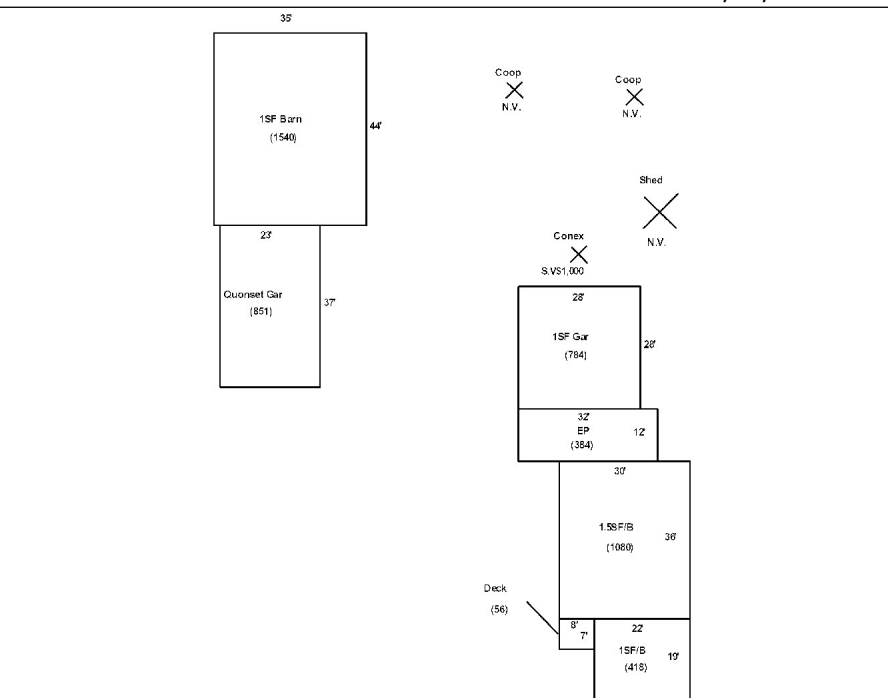 35'
1SF Barn
(1540)
44'
Coop
N.V.
Coop
N.V.
Shed
N.V.
Conex
S.V$1,000
23'
Quonset Gar
(851)
37'
28'
1SF Gar
(784)
28'
32'
EP
(384)
12'
30'
1.5SF/B
(1080)
36'
Deck
(56)
8'
7'
22'
1SF/B
(418)
19'